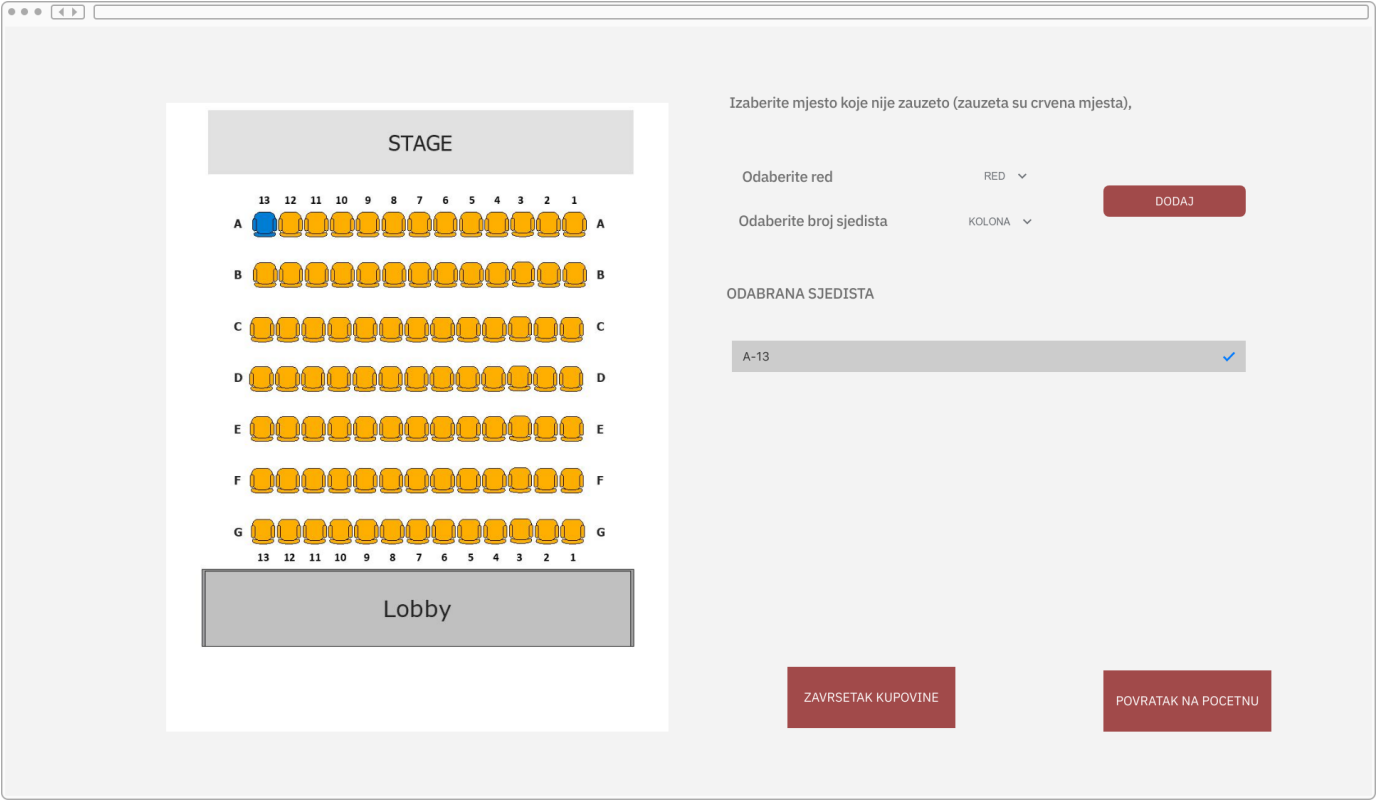 STAGE
13 12 11 10 9 8 7 6 5 4 3 2 1
A A
B B
C C
D D
E E
F F
G G
13 12 11 10 9 8 7 6 5 4 3 2 1
Lobby
Izaberite mjesto koje nije zauzeto (zauzeta su crvena mjesta),
Odaberite red RED
Odaberite broj sjedista KOLONA
DODAJ
ODABRANA SJEDISTA
A-13
ZAVRSETAK KUPOVINE
POVRATAK NA POCETNU